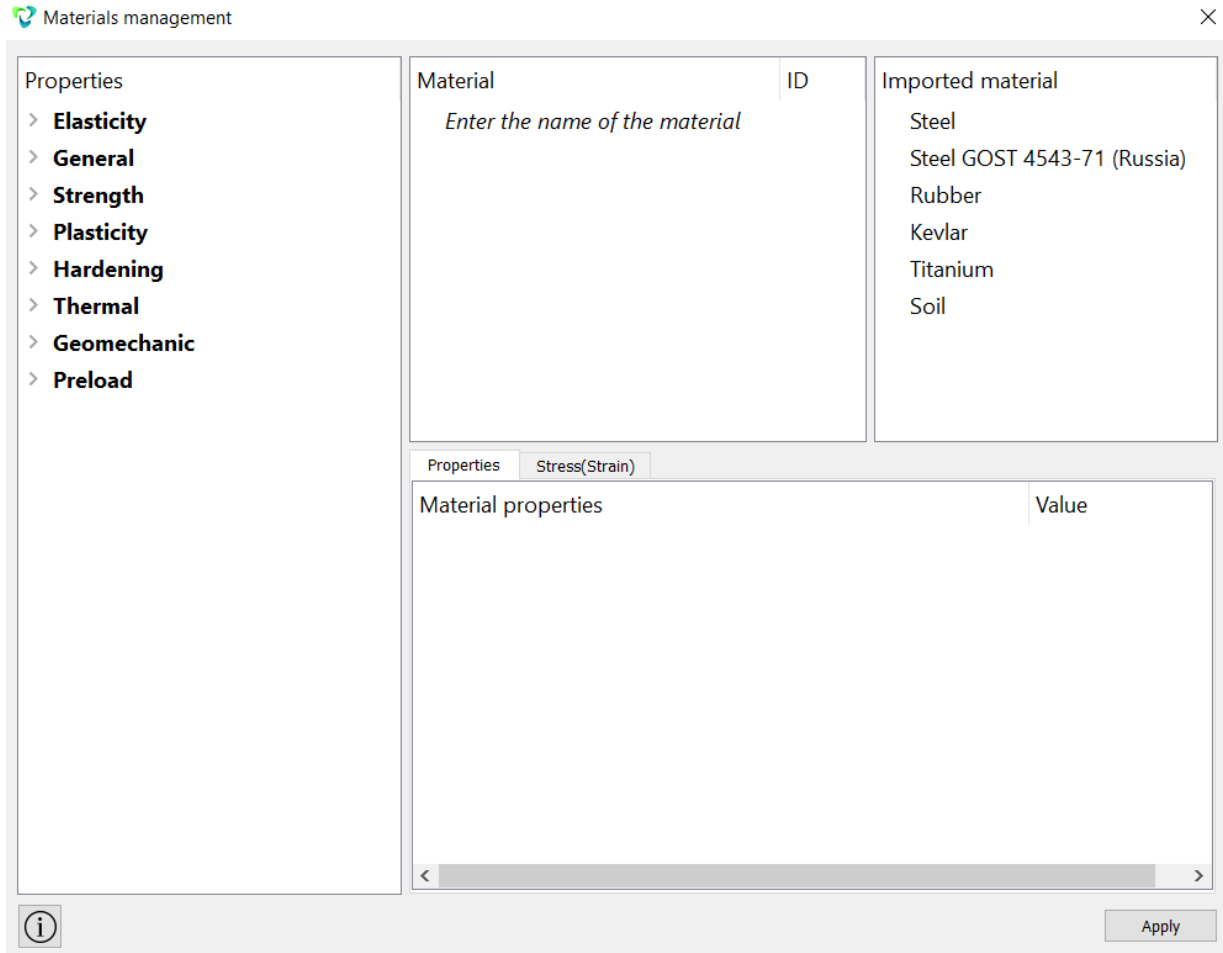 Materials management
Properties
Elasticity
General
Strength
Plasticity
Hardening
Thermal
Geomechanic
Preload
Material ID
Enter the name of the material
Imported material
Steel
Steel GOST 4543-71 (Russia)
Rubber
Kevlar
Titanium
Soil
Properties Stress(Strain)
Material properties Value
Apply